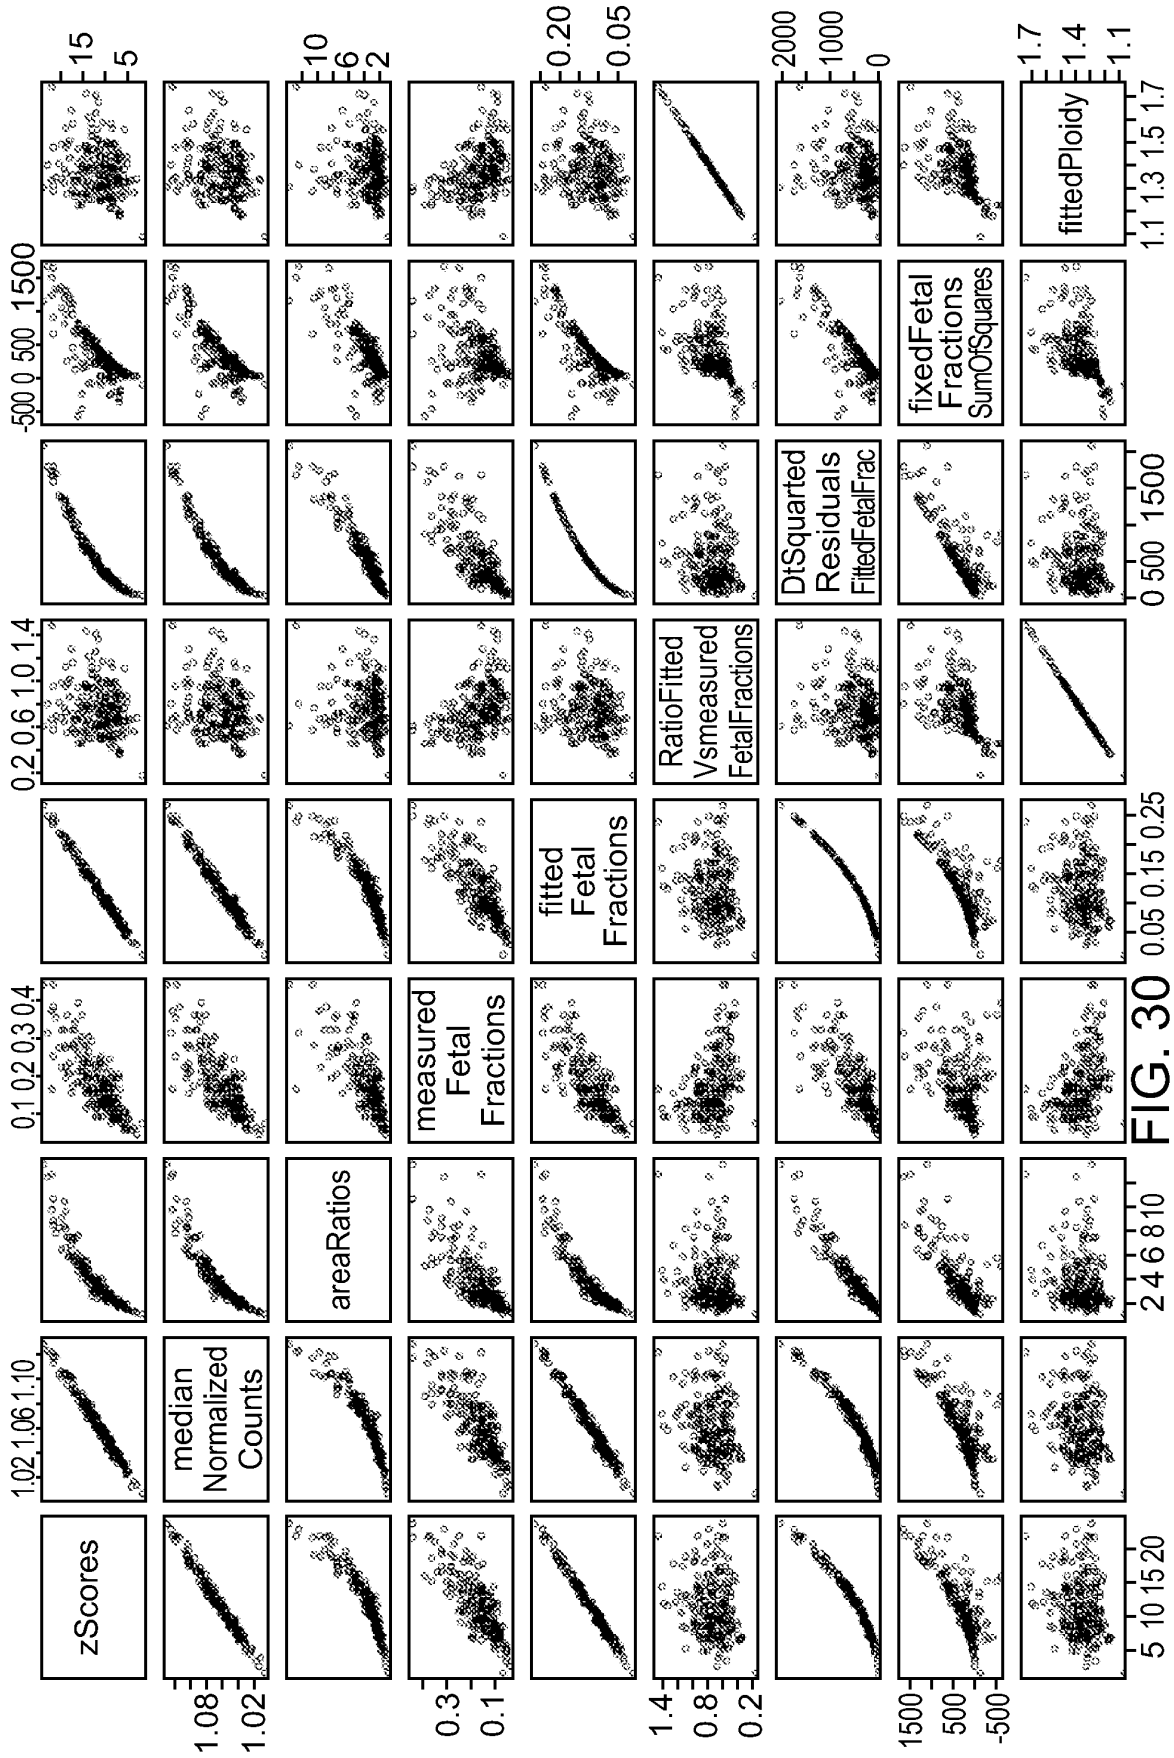 1.02 1.06 1.10
0.1 0.2 0.3 0.4
0.2 0.6 1.0 1.4
-500 0 500 1500
zScores
15
5
1.08
1.02
median
Normalized
Counts
areaRatios
10
6
2
0.3
0.1
measured
Fetal
Fractions
fitted
Fetal
Fractions
0.20
0.05
1.4
0.8
0.2
RatioFitted
Vsmeasured
FetalFractions
DtSquarted
Residuals
FittedFetalFrac
2000
1000
0
1500
500
-500
fixedFetal
Fractions
SumOfSquares
fittedPloidy
1.7
1.4
1.1
5 10 15 20
2 4 6 8 10
0.05 0.15 0.25
0 500 1500
1.1 1.3 1.5 1.7
FIG. 30